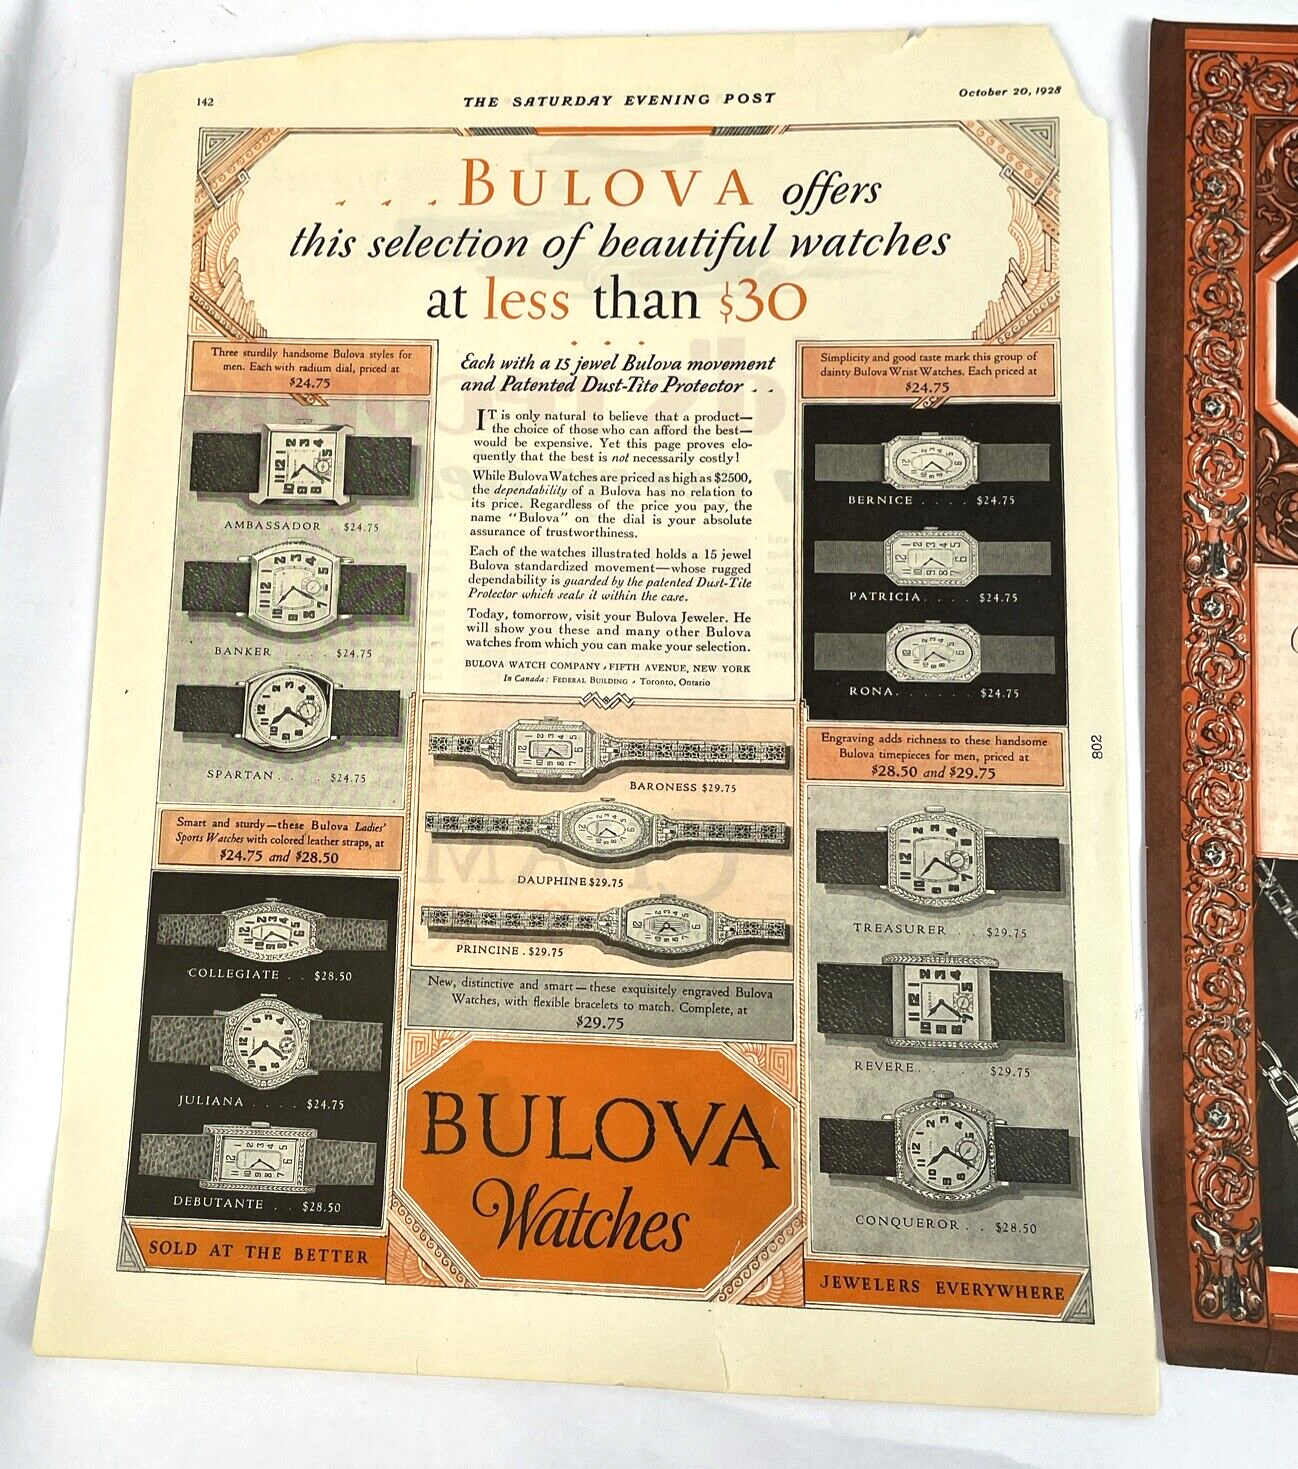 142
THE SATURDAY EVENING POST
October 20, 1928
. . . BULOVA offers
this selection of beautiful watches
at less than $30
Three sturdily handsome Bulova styles for
men. Each with radium dial, priced at
$24.75
AMBASSADOR . $24.75
BANKER . . . . $24.75
SPARTAN . . . . $24.75
Smart and sturdy—these Bulova Ladies'
Sports Watches with colored leather straps, at
$24.75 and $28.50
COLLEGIATE . . $28.50
JULIANA . . . . $24.75
DEBUTANTE . . $28.50
SOLD AT THE BETTER
Each with a 15 jewel Bulova movement
and Patented Dust-Tite Protector . .
IT is only natural to believe that a product—
the choice of those who can afford the best—
would be expensive. Yet this page proves elo-
quently that the best is not necessarily costly!
While Bulova Watches are priced as high as $2500,
the dependability of a Bulova has no relation to
its price. Regardless of the price you pay, the
name "Bulova" on the dial is your absolute
assurance of trustworthiness.
Each of the watches illustrated holds a 15 jewel
Bulova standardized movement—whose rugged
dependability is guarded by the patented Dust-Tite
Protector which seals it within the case.
Today, tomorrow, visit your Bulova Jeweler. He
will show you these and many other Bulova
watches from which you can make your selection.
BULOVA WATCH COMPANY, FIFTH AVENUE, NEW YORK
In Canada: FEDERAL BUILDING, Toronto, Ontario
BARONESS $29.75
DAUPHINE $29.75
PRINCINE . $29.75
New, distinctive and smart—these exquisitely engraved Bulova
Watches, with flexible bracelets to match. Complete, at
$29.75
BULOVA
Watches
Simplicity and good taste mark this group of
dainty Bulova Wrist Watches. Each priced at
$24.75
BERNICE . . . . $24.75
PATRICIA . . . . $24.75
RONA . . . . . . $24.75
Engraving adds richness to these handsome
Bulova timepieces for men, priced at
$28.50 and $29.75
TREASURER . . $29.75
REVERE . . . . $29.75
CONQUEROR . . $28.50
JEWELERS EVERYWHERE
802